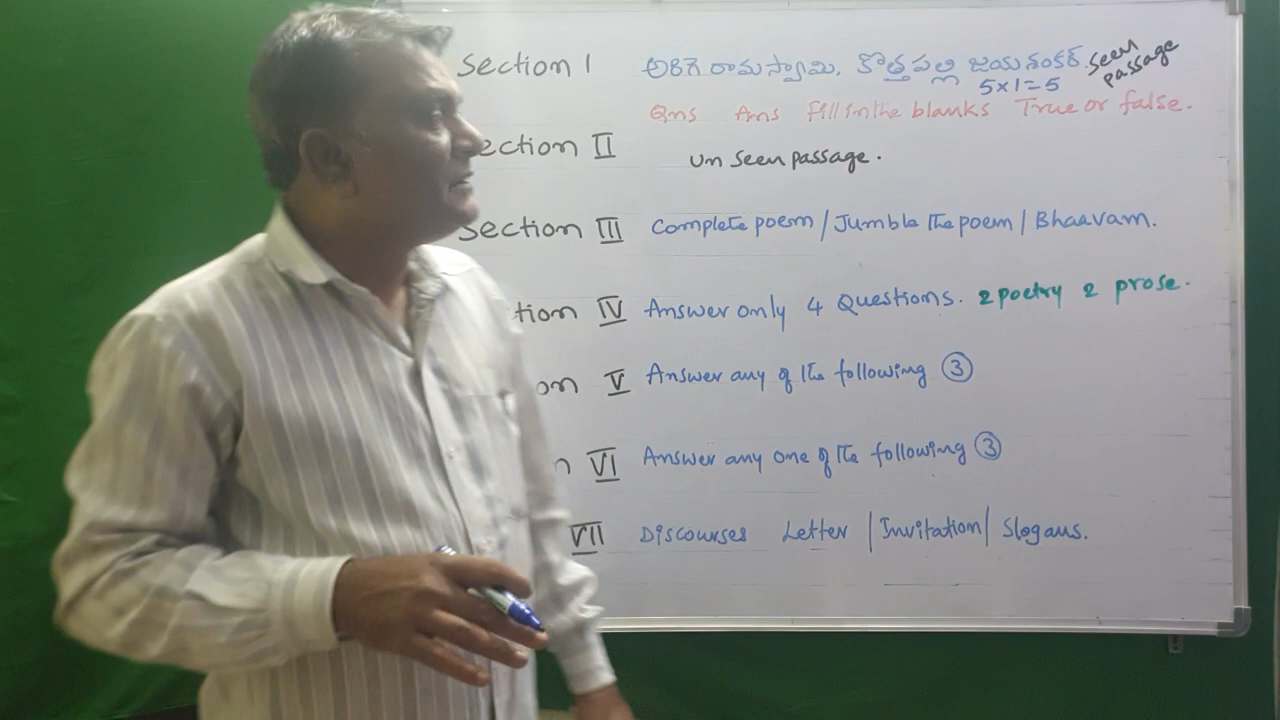 Section I అరిగె రామస్వామి. కొత్తపల్లి జయశంకర్. seen passage
5x1=5
Qns Ans Fill in the blanks True or false.
ection II un seen passage.
Section III Complete poem / Jumble the poem / Bhaavam.
tion IV Answer only 4 Questions. 2 poetry 2 prose.
on V Answer any of the following ③
n VI Answer any one of the following ③
VII Discourses Letter / Invitation / Slogans.